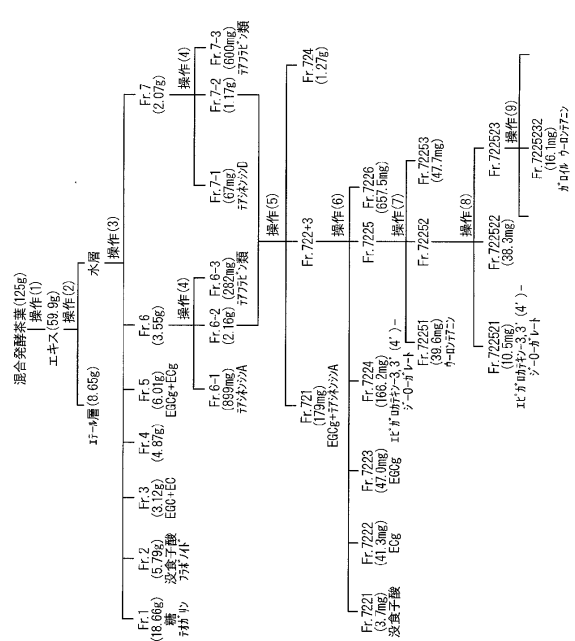 混合発酵茶葉(125g)
操作(1)
エキス(59.9g)
操作(2)
エーテル層(8.65g)
水層
操作(3)
Fr.1
(18.66g)
糖
テオガリン
Fr.2
(5.79g)
没食子酸
フラボノイド
Fr.3
(3.12g)
EGC+EC
Fr.4
(4.87g)
Fr.5
(6.01g)
EGCg+ECg
Fr.6
(3.55g)
Fr.7
(2.07g)
操作(4)
Fr.6-1
(899mg)
テアシネンシンA
Fr.6-2
(2.16g)
Fr.6-3
(282mg)
テアフラビン類
操作(4)
Fr.7-1
(67mg)
テアシネンシンD
Fr.7-2
(1.17g)
Fr.7-3
(600mg)
テアフラビン類
操作(5)
Fr.721
(179mg)
EGCg+テアシネンシンA
Fr.722+3
Fr.724
(1.27g)
操作(6)
Fr.7221
(3.7mg)
没食子酸
Fr.7222
(41.3mg)
ECg
Fr.7223
(47.0mg)
EGCg
Fr.7224
(166.2mg)
エピガロカテキン-3,3'(4')-
ジ-O-ガレート
Fr.7225
Fr.7226
(657.5mg)
操作(7)
Fr.72251
(39.6mg)
ウーロンテアニン
Fr.72252
Fr.72253
(47.7mg)
操作(8)
Fr.722521
(10.5mg)
エピガロカテキン-3,3'(4')-
ジ-O-ガレート
Fr.722522
(38.3mg)
Fr.722523
操作(9)
Fr.7225232
(16.1mg)
ガロイル ウーロンテアニン